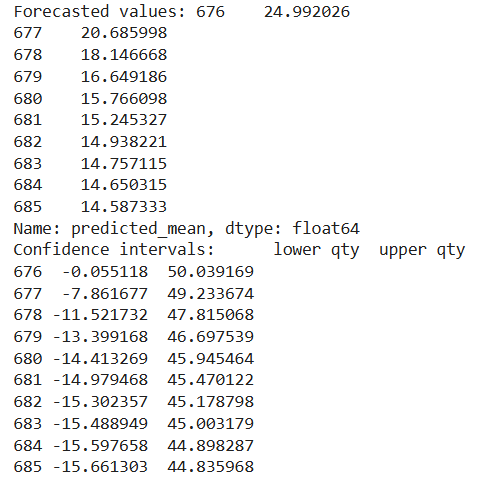 Forecasted values: 676    24.992026
677    20.685998
678    18.146668
679    16.649186
680    15.766098
681    15.245327
682    14.938221
683    14.757115
684    14.650315
685    14.587333
Name: predicted_mean, dtype: float64
Confidence intervals:      lower qty  upper qty
676  -0.055118  50.039169
677  -7.861677  49.233674
678 -11.521732  47.815068
679 -13.399168  46.697539
680 -14.413269  45.945464
681 -14.979468  45.470122
682 -15.302357  45.178798
683 -15.488949  45.003179
684 -15.597658  44.898287
685 -15.661303  44.835968